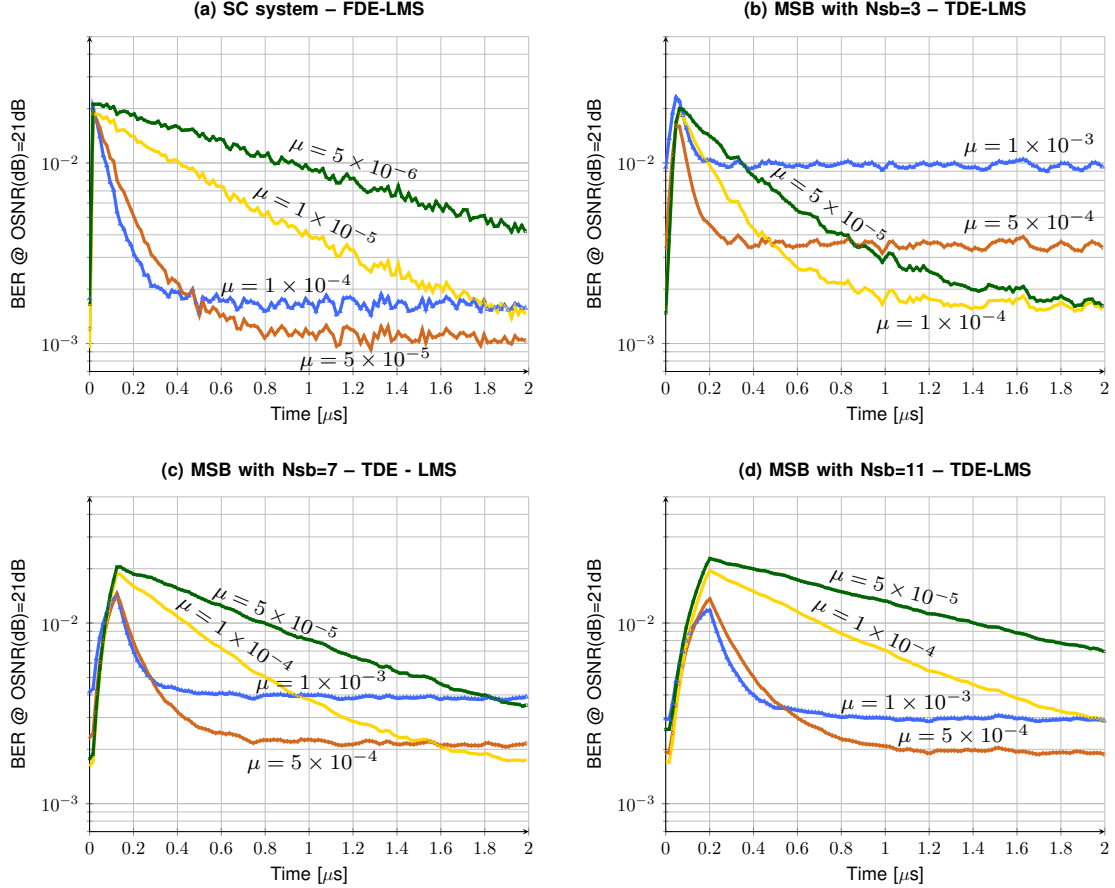 (a) SC system – FDE-LMS
BER @ OSNR(dB)=21dB
10−2
10−3
μ = 5 × 10−6
μ = 1 × 10−5
μ = 1 × 10−4
μ = 5 × 10−5
0 0.2 0.4 0.6 0.8 1 1.2 1.4 1.6 1.8 2
Time [μs]
(b) MSB with Nsb=3 – TDE-LMS
BER @ OSNR(dB)=21dB
10−2
10−3
μ = 1 × 10−3
μ = 5 × 10−5
μ = 5 × 10−4
μ = 1 × 10−4
0 0.2 0.4 0.6 0.8 1 1.2 1.4 1.6 1.8 2
Time [μs]
(c) MSB with Nsb=7 – TDE - LMS
BER @ OSNR(dB)=21dB
10−2
10−3
μ = 5 × 10−5
μ = 1 × 10−4
μ = 1 × 10−3
μ = 5 × 10−4
0 0.2 0.4 0.6 0.8 1 1.2 1.4 1.6 1.8 2
Time [μs]
(d) MSB with Nsb=11 – TDE-LMS
BER @ OSNR(dB)=21dB
10−2
10−3
μ = 5 × 10−5
μ = 1 × 10−4
μ = 1 × 10−3
μ = 5 × 10−4
0 0.2 0.4 0.6 0.8 1 1.2 1.4 1.6 1.8 2
Time [μs]